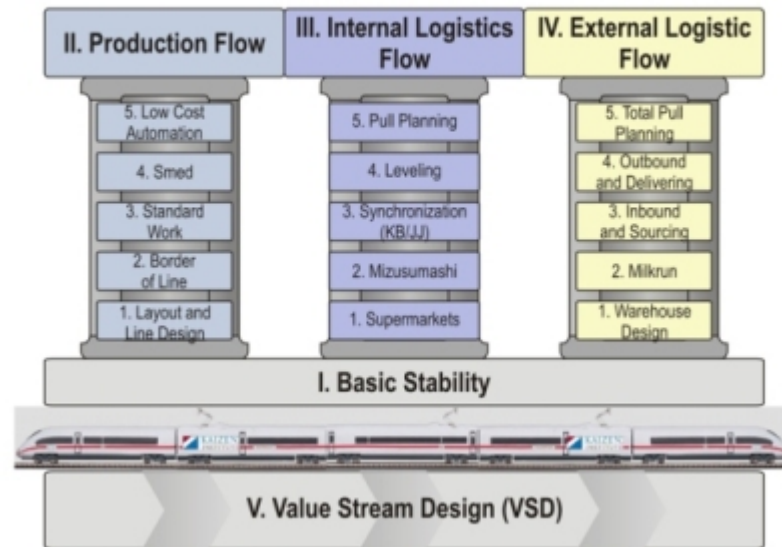 II. Production Flow
III. Internal Logistics
Flow
IV. External Logistic
Flow
5. Low Cost
Automation
4. Smed
3. Standard
Work
2. Border
of Line
1. Layout and
Line Design
5. Pull Planning
4. Leveling
3. Synchronization
(KB/JJ)
2. Mizusumashi
1. Supermarkets
5. Total Pull
Planning
4. Outbound
and Delivering
3. Inbound
and Sourcing
2. Milkrun
1. Warehouse
Design
I. Basic Stability
KAIZEN
KAIZEN
V. Value Stream Design (VSD)